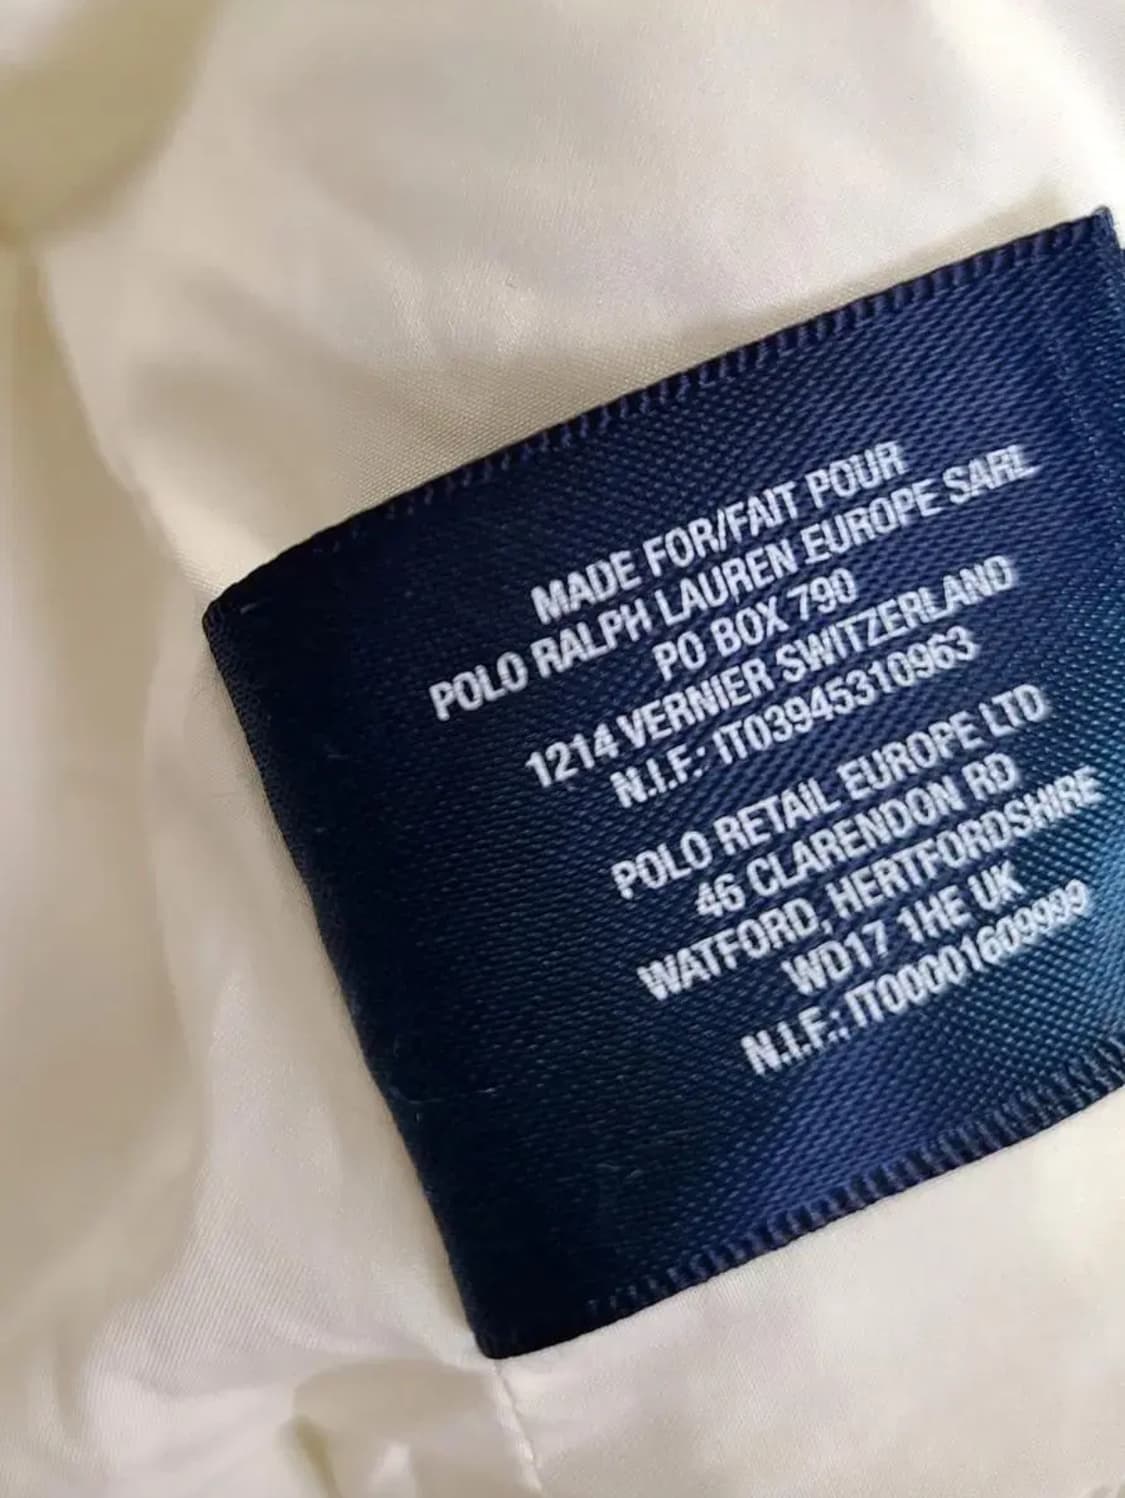 MADE FOR/FAIT POUR
POLO RALPH LAUREN EUROPE SARL
PO BOX 790
1214 VERNIER SWITZERLAND
N.I.F.: IT03945310963
POLO RETAIL EUROPE LTD
46 CLARENDON RD
WATFORD, HERTFORDSHIRE
WD17 1HE UK
N.I.F.: IT00001609999